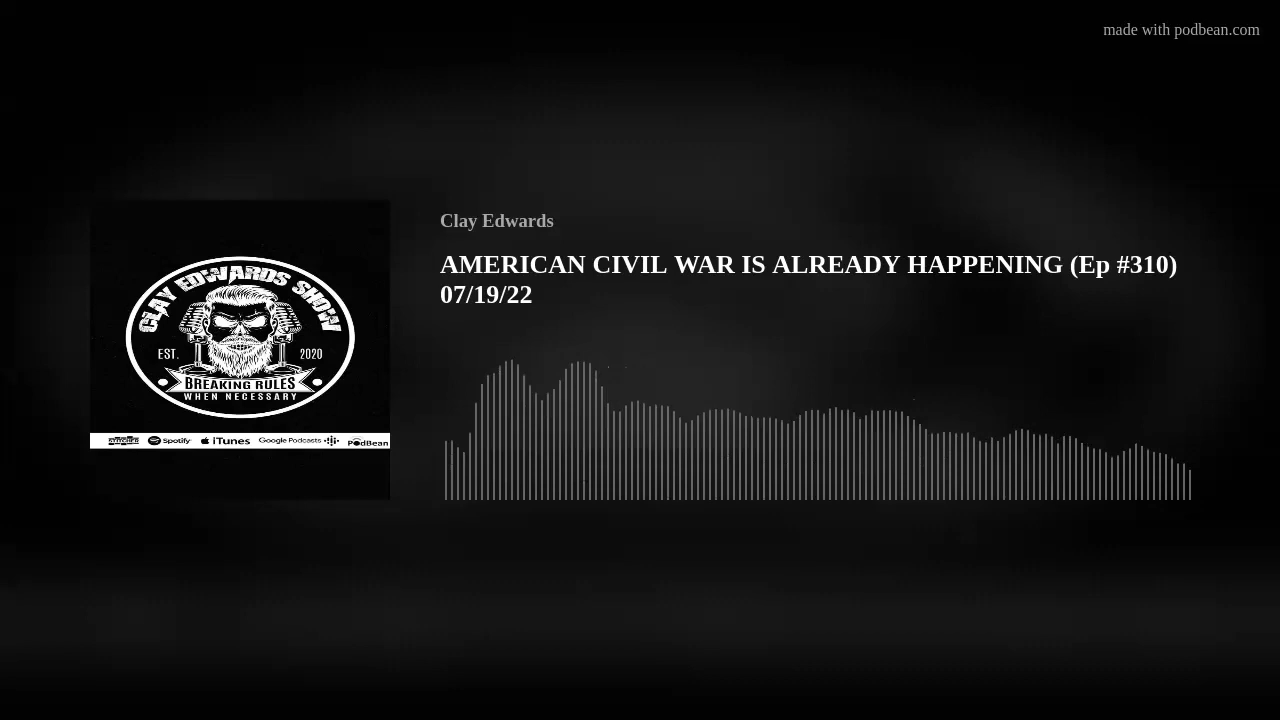 made with podbean.com
Clay Edwards
AMERICAN CIVIL WAR IS ALREADY HAPPENING (Ep #310)
07/19/22
CLAY EDWARDS SHOW
EST. 2020
BREAKING RULES
WHEN NECESSARY
STITCHER Spotify iTunes Google Podcasts PodBean